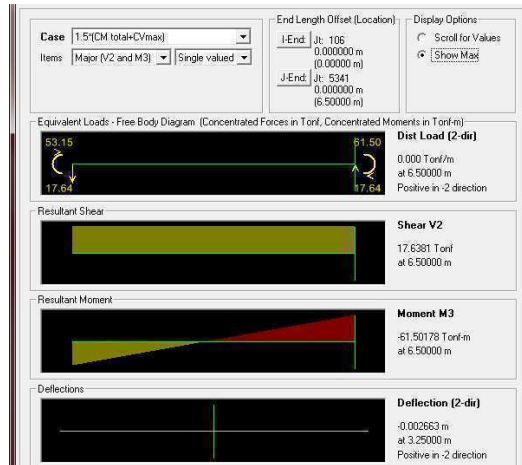 Case 1.5*(CM total+CVmax)
Items Major (V2 and M3) Single valued
End Length Offset (Location)
I-End: Jt: 106
0.000000 m
(0.00000 m)
J-End: Jt: 5341
0.000000 m
(6.50000 m)
Display Options
Scroll for Values
Show Max
Equivalent Loads - Free Body Diagram (Concentrated Forces in Tonf, Concentrated Moments in Tonf-m)
53.15 61.50
17.64 17.64
Dist Load (2-dir)
0.000 Tonf/m
at 6.50000 m
Positive in -2 direction
Resultant Shear
Shear V2
17.6381 Tonf
at 6.50000 m
Resultant Moment
Moment M3
-61.50178 Tonf-m
at 6.50000 m
Deflections
Deflection (2-dir)
-0.002663 m
at 3.25000 m
Positive in -2 direction